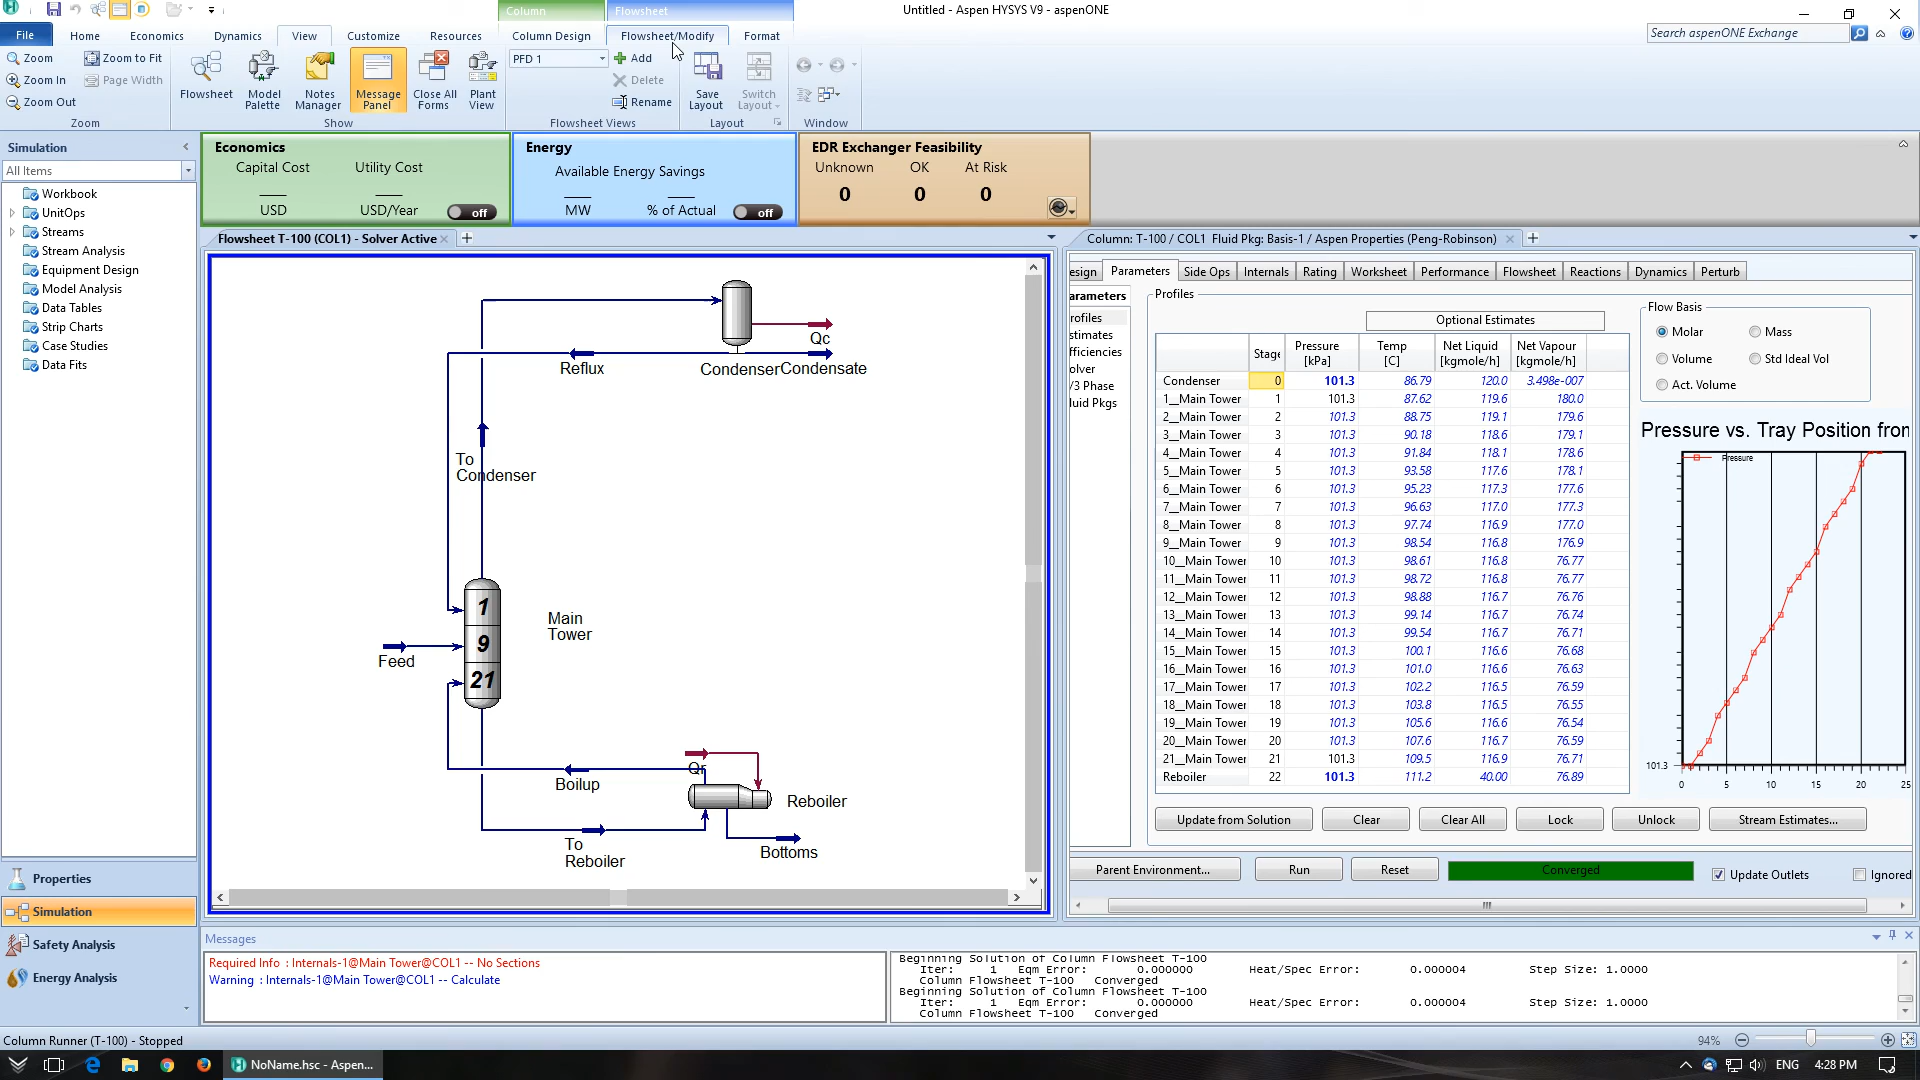 Column
Flowsheet
Untitled - Aspen HYSYS V9 - aspenONE
File
Home
Economics
Dynamics
View
Customize
Resources
Column Design
Flowsheet/Modify
Format
Search aspenONE Exchange
Zoom
Zoom In
Zoom Out
Zoom to Fit
Page Width
Zoom
Flowsheet
Model Palette
Notes Manager
Message Panel
Close All Forms
Plant View
Show
PFD 1
Add
Delete
Rename
Flowsheet Views
Save Layout
Switch Layout
Layout
Window
Simulation
All Items
Workbook
UnitOps
Streams
Stream Analysis
Equipment Design
Model Analysis
Data Tables
Strip Charts
Case Studies
Data Fits
Properties
Simulation
Safety Analysis
Energy Analysis
Economics
Capital Cost Utility Cost
USD USD/Year off
Energy
Available Energy Savings
MW % of Actual off
EDR Exchanger Feasibility
Unknown OK At Risk
0 0 0
Flowsheet T-100 (COL1) - Solver Active
Qc
Reflux
Condenser
Condensate
To
Condenser
Main
Tower
1
9
21
Feed
Qr
Boilup
Reboiler
To
Reboiler
Bottoms
Column: T-100 / COL1 Fluid Pkg: Basis-1 / Aspen Properties (Peng-Robinson)
esign Parameters Side Ops Internals Rating Worksheet Performance Flowsheet Reactions Dynamics Perturb
arameters
rofiles
stimates
fficiencies
olver
/3 Phase
luid Pkgs
Profiles
Optional Estimates
Stage Pressure [kPa] Temp [C] Net Liquid [kgmole/h] Net Vapour [kgmole/h]
Condenser 0 101.3 86.79 120.0 3.498e-007
1__Main Tower 1 101.3 87.62 119.6 180.0
2__Main Tower 2 101.3 88.75 119.1 179.6
3__Main Tower 3 101.3 90.18 118.6 179.1
4__Main Tower 4 101.3 91.84 118.1 178.6
5__Main Tower 5 101.3 93.58 117.6 178.1
6__Main Tower 6 101.3 95.23 117.3 177.6
7__Main Tower 7 101.3 96.63 117.0 177.3
8__Main Tower 8 101.3 97.74 116.9 177.0
9__Main Tower 9 101.3 98.54 116.8 176.9
10__Main Tower 10 101.3 98.61 116.8 76.77
11__Main Tower 11 101.3 98.72 116.8 76.77
12__Main Tower 12 101.3 98.88 116.7 76.76
13__Main Tower 13 101.3 99.14 116.7 76.74
14__Main Tower 14 101.3 99.54 116.7 76.71
15__Main Tower 15 101.3 100.1 116.6 76.68
16__Main Tower 16 101.3 101.0 116.6 76.63
17__Main Tower 17 101.3 102.2 116.5 76.59
18__Main Tower 18 101.3 103.8 116.5 76.55
19__Main Tower 19 101.3 105.6 116.6 76.54
20__Main Tower 20 101.3 107.6 116.7 76.59
21__Main Tower 21 101.3 109.5 116.9 76.71
Reboiler 22 101.3 111.2 40.00 76.89
Flow Basis
Molar Mass
Volume Std Ideal Vol
Act. Volume
Pressure vs. Tray Position from
Pressure
101.3
0 5 10 15 20 25
Update from Solution Clear Clear All Lock Unlock Stream Estimates...
Parent Environment... Run Reset Converged Update Outlets Ignored
Messages
Required Info : Internals-1@Main Tower@COL1 -- No Sections
Warning : Internals-1@Main Tower@COL1 -- Calculate
Beginning Solution of Column Flowsheet T-100
Iter: 1 Eqm Error: 0.000000 Heat/Spec Error: 0.000004 Step Size: 1.0000
Column Flowsheet T-100 Converged
Beginning Solution of Column Flowsheet T-100
Iter: 1 Eqm Error: 0.000000 Heat/Spec Error: 0.000004 Step Size: 1.0000
Column Flowsheet T-100 Converged
Column Runner (T-100) - Stopped
94%
NoName.hsc - Aspen...
ENG
4:28 PM